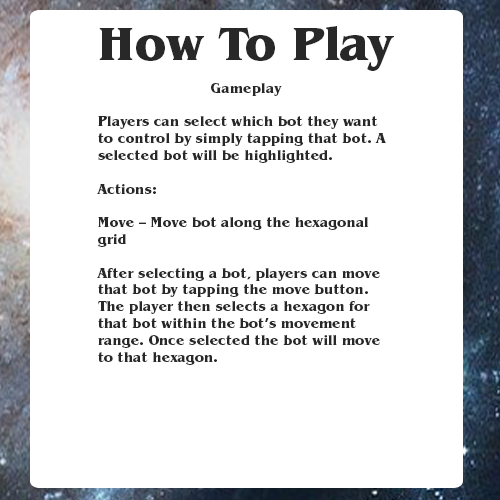 How To Play
Gameplay
Players can select which bot they want
to control by simply tapping that bot. A
selected bot will be highlighted.
Actions:
Move – Move bot along the hexagonal
grid
After selecting a bot, players can move
that bot by tapping the move button.
The player then selects a hexagon for
that bot within the bot’s movement
range. Once selected the bot will move
to that hexagon.